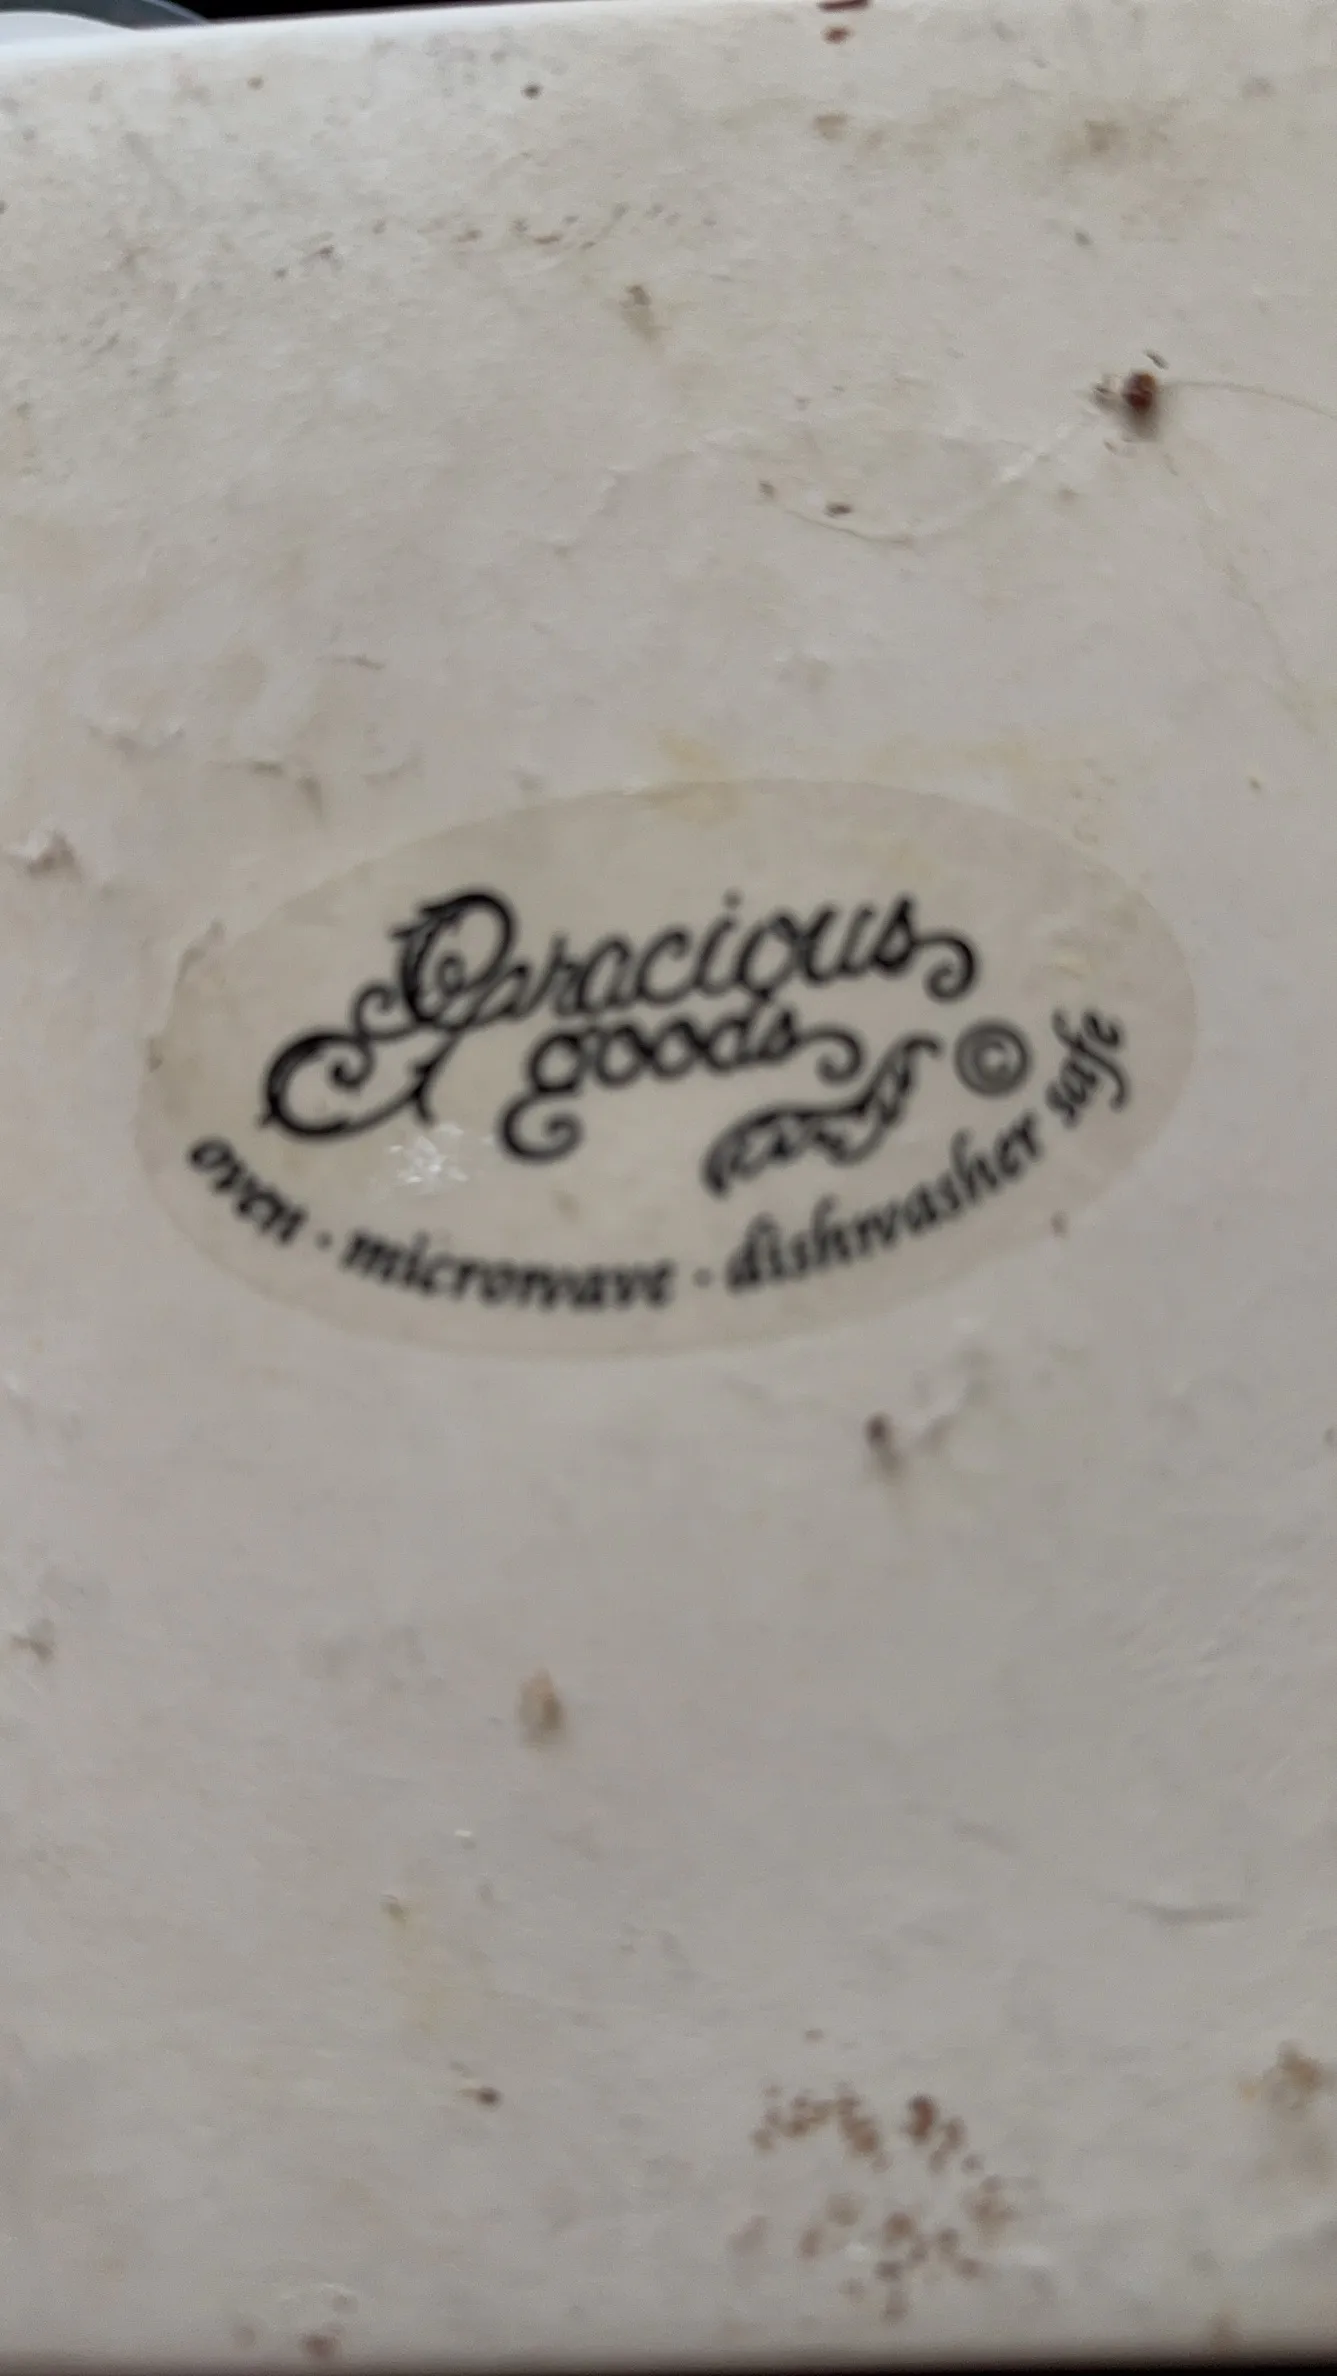 Gracious
goods
©
oven · microwave · dishwasher safe